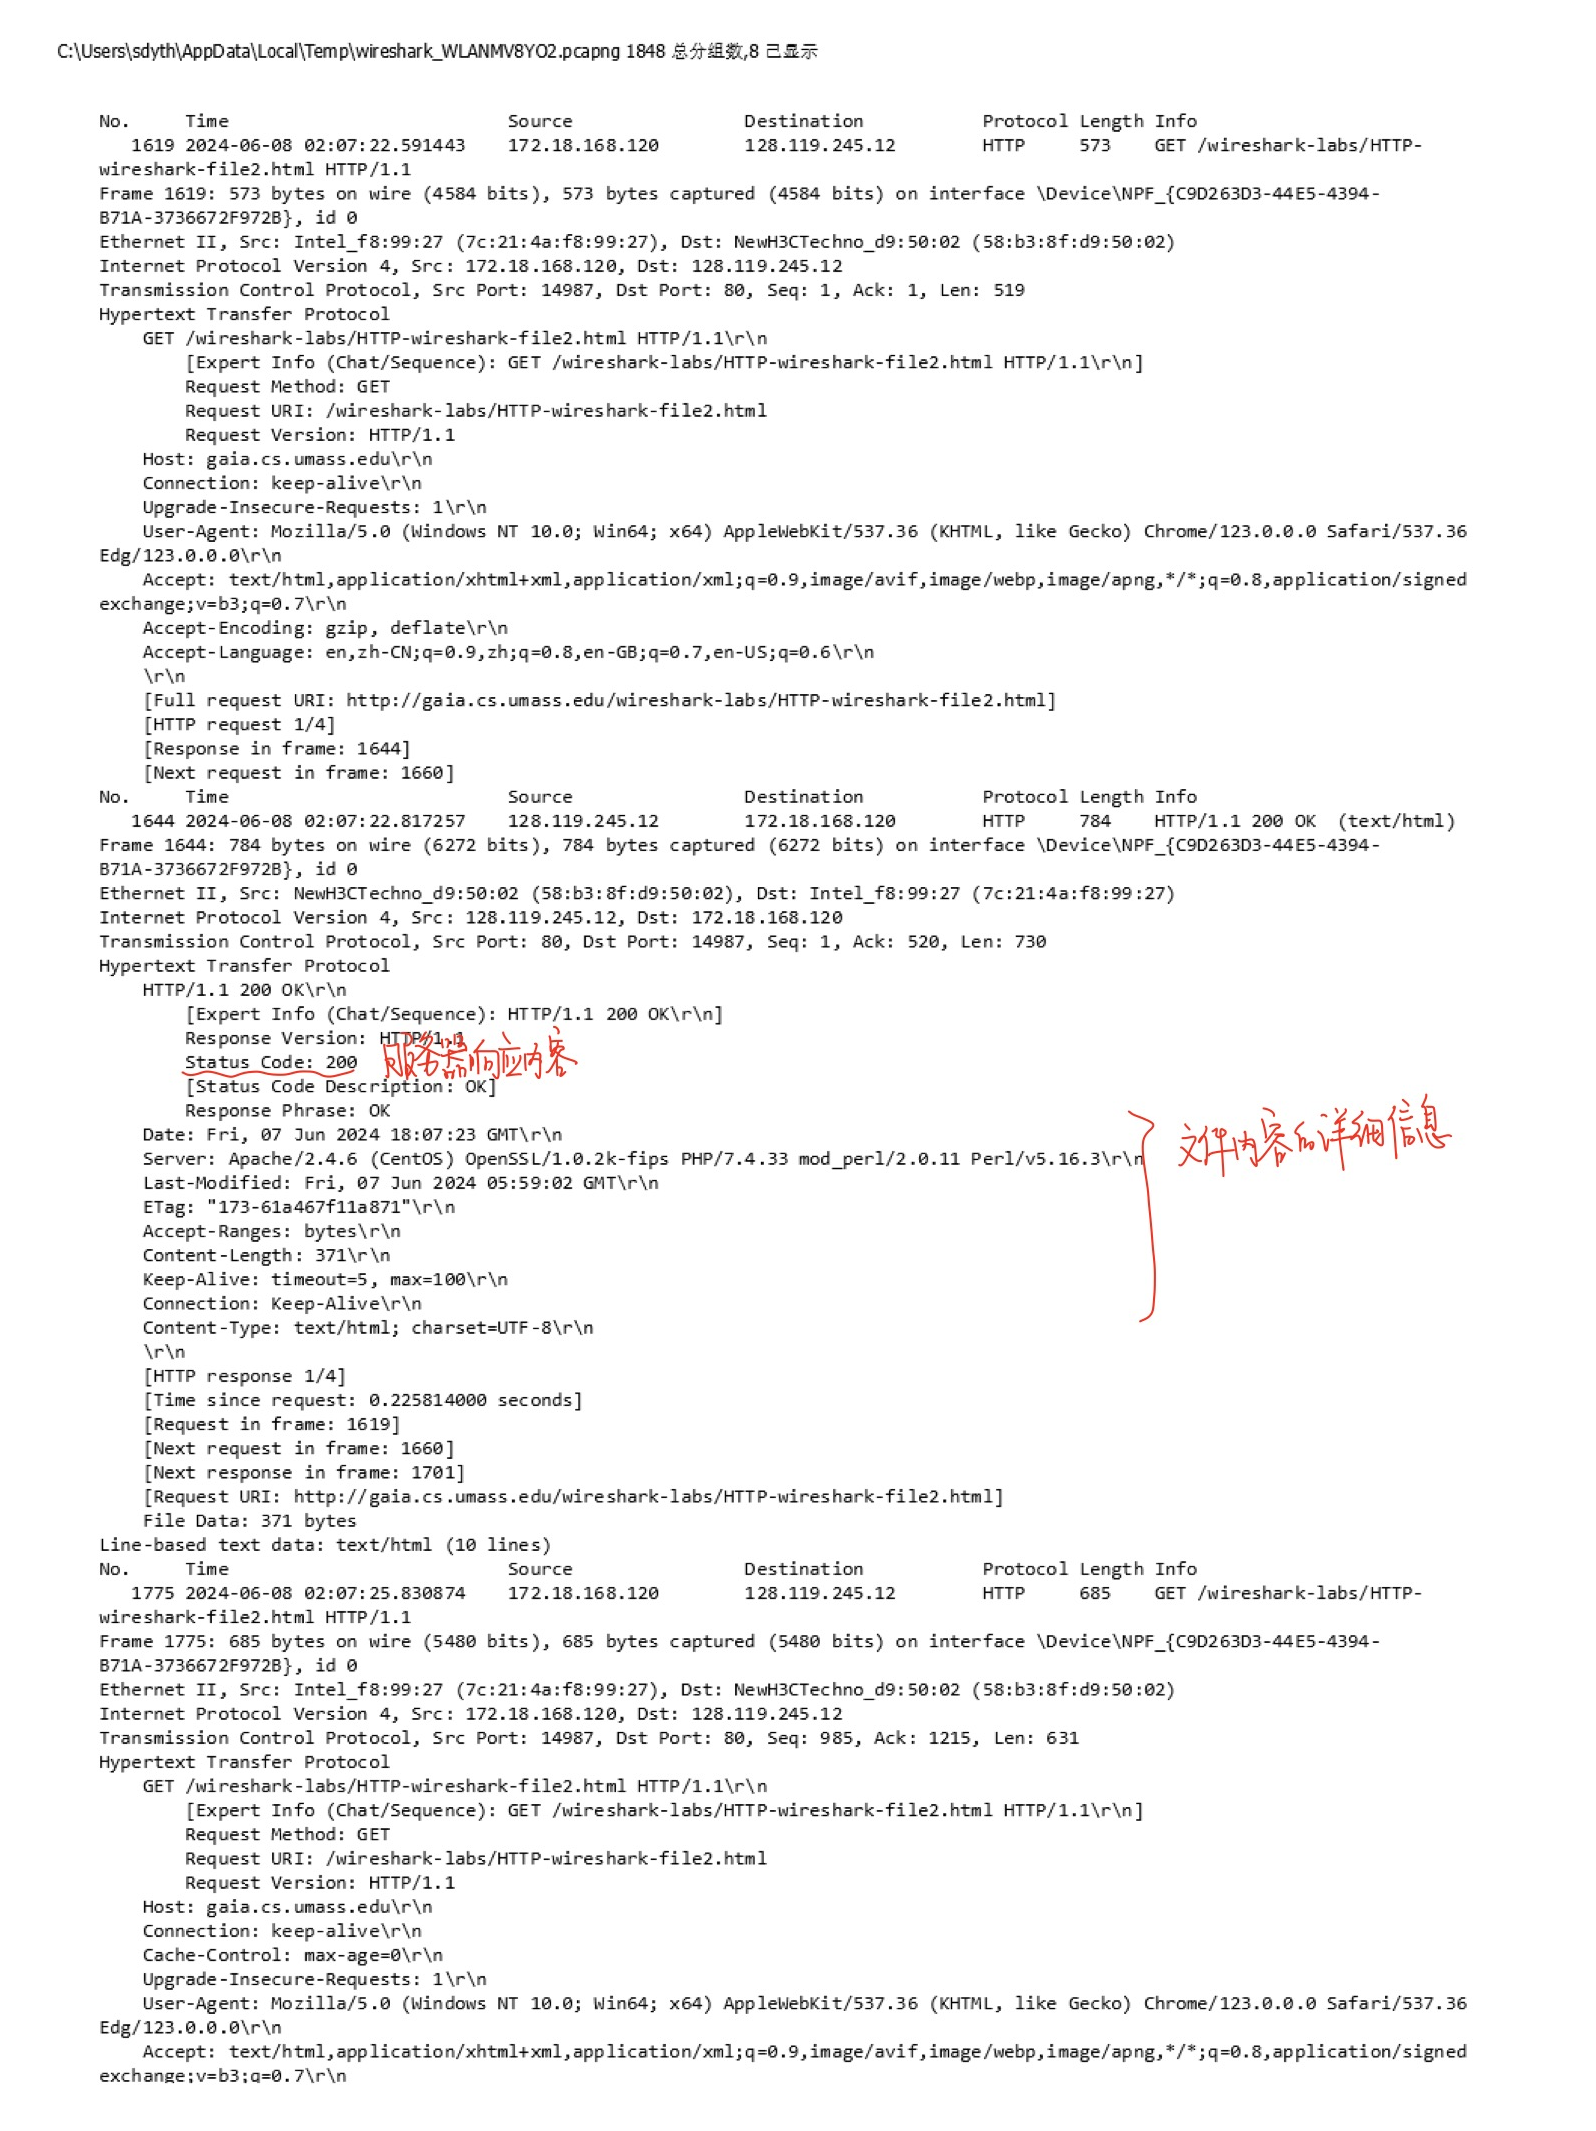 C:\Users\sdyth\AppData\Local\Temp\wireshark_WLANMV8YO2.pcapng 1848 总分组数,8 已显示
No. Time Source Destination Protocol Length Info
1619 2024-06-08 02:07:22.591443 172.18.168.120 128.119.245.12 HTTP 573 GET /wireshark-labs/HTTP-
wireshark-file2.html HTTP/1.1
Frame 1619: 573 bytes on wire (4584 bits), 573 bytes captured (4584 bits) on interface \Device\NPF_{C9D263D3-44E5-4394-
B71A-3736672F972B}, id 0
Ethernet II, Src: Intel_f8:99:27 (7c:21:4a:f8:99:27), Dst: NewH3CTechno_d9:50:02 (58:b3:8f:d9:50:02)
Internet Protocol Version 4, Src: 172.18.168.120, Dst: 128.119.245.12
Transmission Control Protocol, Src Port: 14987, Dst Port: 80, Seq: 1, Ack: 1, Len: 519
Hypertext Transfer Protocol
GET /wireshark-labs/HTTP-wireshark-file2.html HTTP/1.1\r\n
[Expert Info (Chat/Sequence): GET /wireshark-labs/HTTP-wireshark-file2.html HTTP/1.1\r\n]
Request Method: GET
Request URI: /wireshark-labs/HTTP-wireshark-file2.html
Request Version: HTTP/1.1
Host: gaia.cs.umass.edu\r\n
Connection: keep-alive\r\n
Upgrade-Insecure-Requests: 1\r\n
User-Agent: Mozilla/5.0 (Windows NT 10.0; Win64; x64) AppleWebKit/537.36 (KHTML, like Gecko) Chrome/123.0.0.0 Safari/537.36
Edg/123.0.0.0\r\n
Accept: text/html,application/xhtml+xml,application/xml;q=0.9,image/avif,image/webp,image/apng,*/*;q=0.8,application/signed
exchange;v=b3;q=0.7\r\n
Accept-Encoding: gzip, deflate\r\n
Accept-Language: en,zh-CN;q=0.9,zh;q=0.8,en-GB;q=0.7,en-US;q=0.6\r\n
\r\n
[Full request URI: http://gaia.cs.umass.edu/wireshark-labs/HTTP-wireshark-file2.html]
[HTTP request 1/4]
[Response in frame: 1644]
[Next request in frame: 1660]
No. Time Source Destination Protocol Length Info
1644 2024-06-08 02:07:22.817257 128.119.245.12 172.18.168.120 HTTP 784 HTTP/1.1 200 OK (text/html)
Frame 1644: 784 bytes on wire (6272 bits), 784 bytes captured (6272 bits) on interface \Device\NPF_{C9D263D3-44E5-4394-
B71A-3736672F972B}, id 0
Ethernet II, Src: NewH3CTechno_d9:50:02 (58:b3:8f:d9:50:02), Dst: Intel_f8:99:27 (7c:21:4a:f8:99:27)
Internet Protocol Version 4, Src: 128.119.245.12, Dst: 172.18.168.120
Transmission Control Protocol, Src Port: 80, Dst Port: 14987, Seq: 1, Ack: 520, Len: 730
Hypertext Transfer Protocol
HTTP/1.1 200 OK\r\n
[Expert Info (Chat/Sequence): HTTP/1.1 200 OK\r\n]
Response Version: HTTP/1.1
Status Code: 200 服务器响应内容
[Status Code Description: OK]
Response Phrase: OK
Date: Fri, 07 Jun 2024 18:07:23 GMT\r\n
文件内容的详细信息
Server: Apache/2.4.6 (CentOS) OpenSSL/1.0.2k-fips PHP/7.4.33 mod_perl/2.0.11 Perl/v5.16.3\r\n
Last-Modified: Fri, 07 Jun 2024 05:59:02 GMT\r\n
ETag: "173-61a467f11a871"\r\n
Accept-Ranges: bytes\r\n
Content-Length: 371\r\n
Keep-Alive: timeout=5, max=100\r\n
Connection: Keep-Alive\r\n
Content-Type: text/html; charset=UTF-8\r\n
\r\n
[HTTP response 1/4]
[Time since request: 0.225814000 seconds]
[Request in frame: 1619]
[Next request in frame: 1660]
[Next response in frame: 1701]
[Request URI: http://gaia.cs.umass.edu/wireshark-labs/HTTP-wireshark-file2.html]
File Data: 371 bytes
Line-based text data: text/html (10 lines)
No. Time Source Destination Protocol Length Info
1775 2024-06-08 02:07:25.830874 172.18.168.120 128.119.245.12 HTTP 685 GET /wireshark-labs/HTTP-
wireshark-file2.html HTTP/1.1
Frame 1775: 685 bytes on wire (5480 bits), 685 bytes captured (5480 bits) on interface \Device\NPF_{C9D263D3-44E5-4394-
B71A-3736672F972B}, id 0
Ethernet II, Src: Intel_f8:99:27 (7c:21:4a:f8:99:27), Dst: NewH3CTechno_d9:50:02 (58:b3:8f:d9:50:02)
Internet Protocol Version 4, Src: 172.18.168.120, Dst: 128.119.245.12
Transmission Control Protocol, Src Port: 14987, Dst Port: 80, Seq: 985, Ack: 1215, Len: 631
Hypertext Transfer Protocol
GET /wireshark-labs/HTTP-wireshark-file2.html HTTP/1.1\r\n
[Expert Info (Chat/Sequence): GET /wireshark-labs/HTTP-wireshark-file2.html HTTP/1.1\r\n]
Request Method: GET
Request URI: /wireshark-labs/HTTP-wireshark-file2.html
Request Version: HTTP/1.1
Host: gaia.cs.umass.edu\r\n
Connection: keep-alive\r\n
Cache-Control: max-age=0\r\n
Upgrade-Insecure-Requests: 1\r\n
User-Agent: Mozilla/5.0 (Windows NT 10.0; Win64; x64) AppleWebKit/537.36 (KHTML, like Gecko) Chrome/123.0.0.0 Safari/537.36
Edg/123.0.0.0\r\n
Accept: text/html,application/xhtml+xml,application/xml;q=0.9,image/avif,image/webp,image/apng,*/*;q=0.8,application/signed
exchange;v=b3;q=0.7\r\n